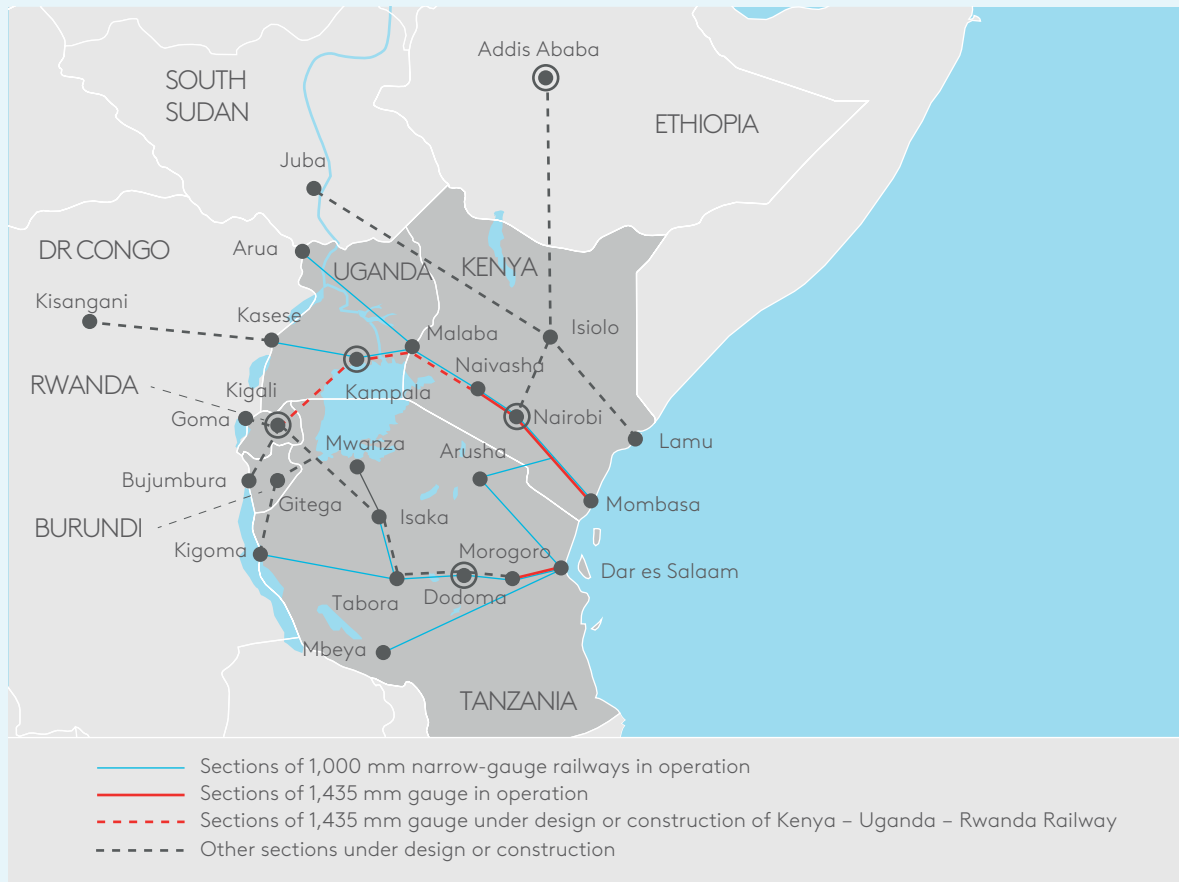 Addis Ababa
SOUTH
SUDAN
ETHIOPIA
Juba
DR CONGO
Arua
UGANDA
KENYA
Kisangani
Kasese
Malaba
Isiolo
Naivasha
RWANDA
Kigali
Kampala
Goma
Nairobi
Mwanza
Arusha
Lamu
Bujumbura
Gitega
Isaka
Mombasa
BURUNDI
Kigoma
Morogoro
Dar es Salaam
Tabora
Dodoma
Mbeya
TANZANIA
Sections of 1,000 mm narrow-gauge railways in operation
Sections of 1,435 mm gauge in operation
Sections of 1,435 mm gauge under design or construction of Kenya – Uganda – Rwanda Railway
Other sections under design or construction